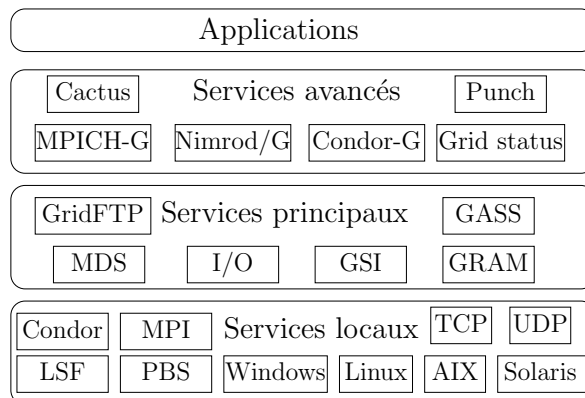 Applications
Cactus Services avancés Punch
MPICH-G Nimrod/G Condor-G Grid status
GridFTP Services principaux GASS
MDS I/O GSI GRAM
Condor MPI Services locaux TCP UDP
LSF PBS Windows Linux AIX Solaris